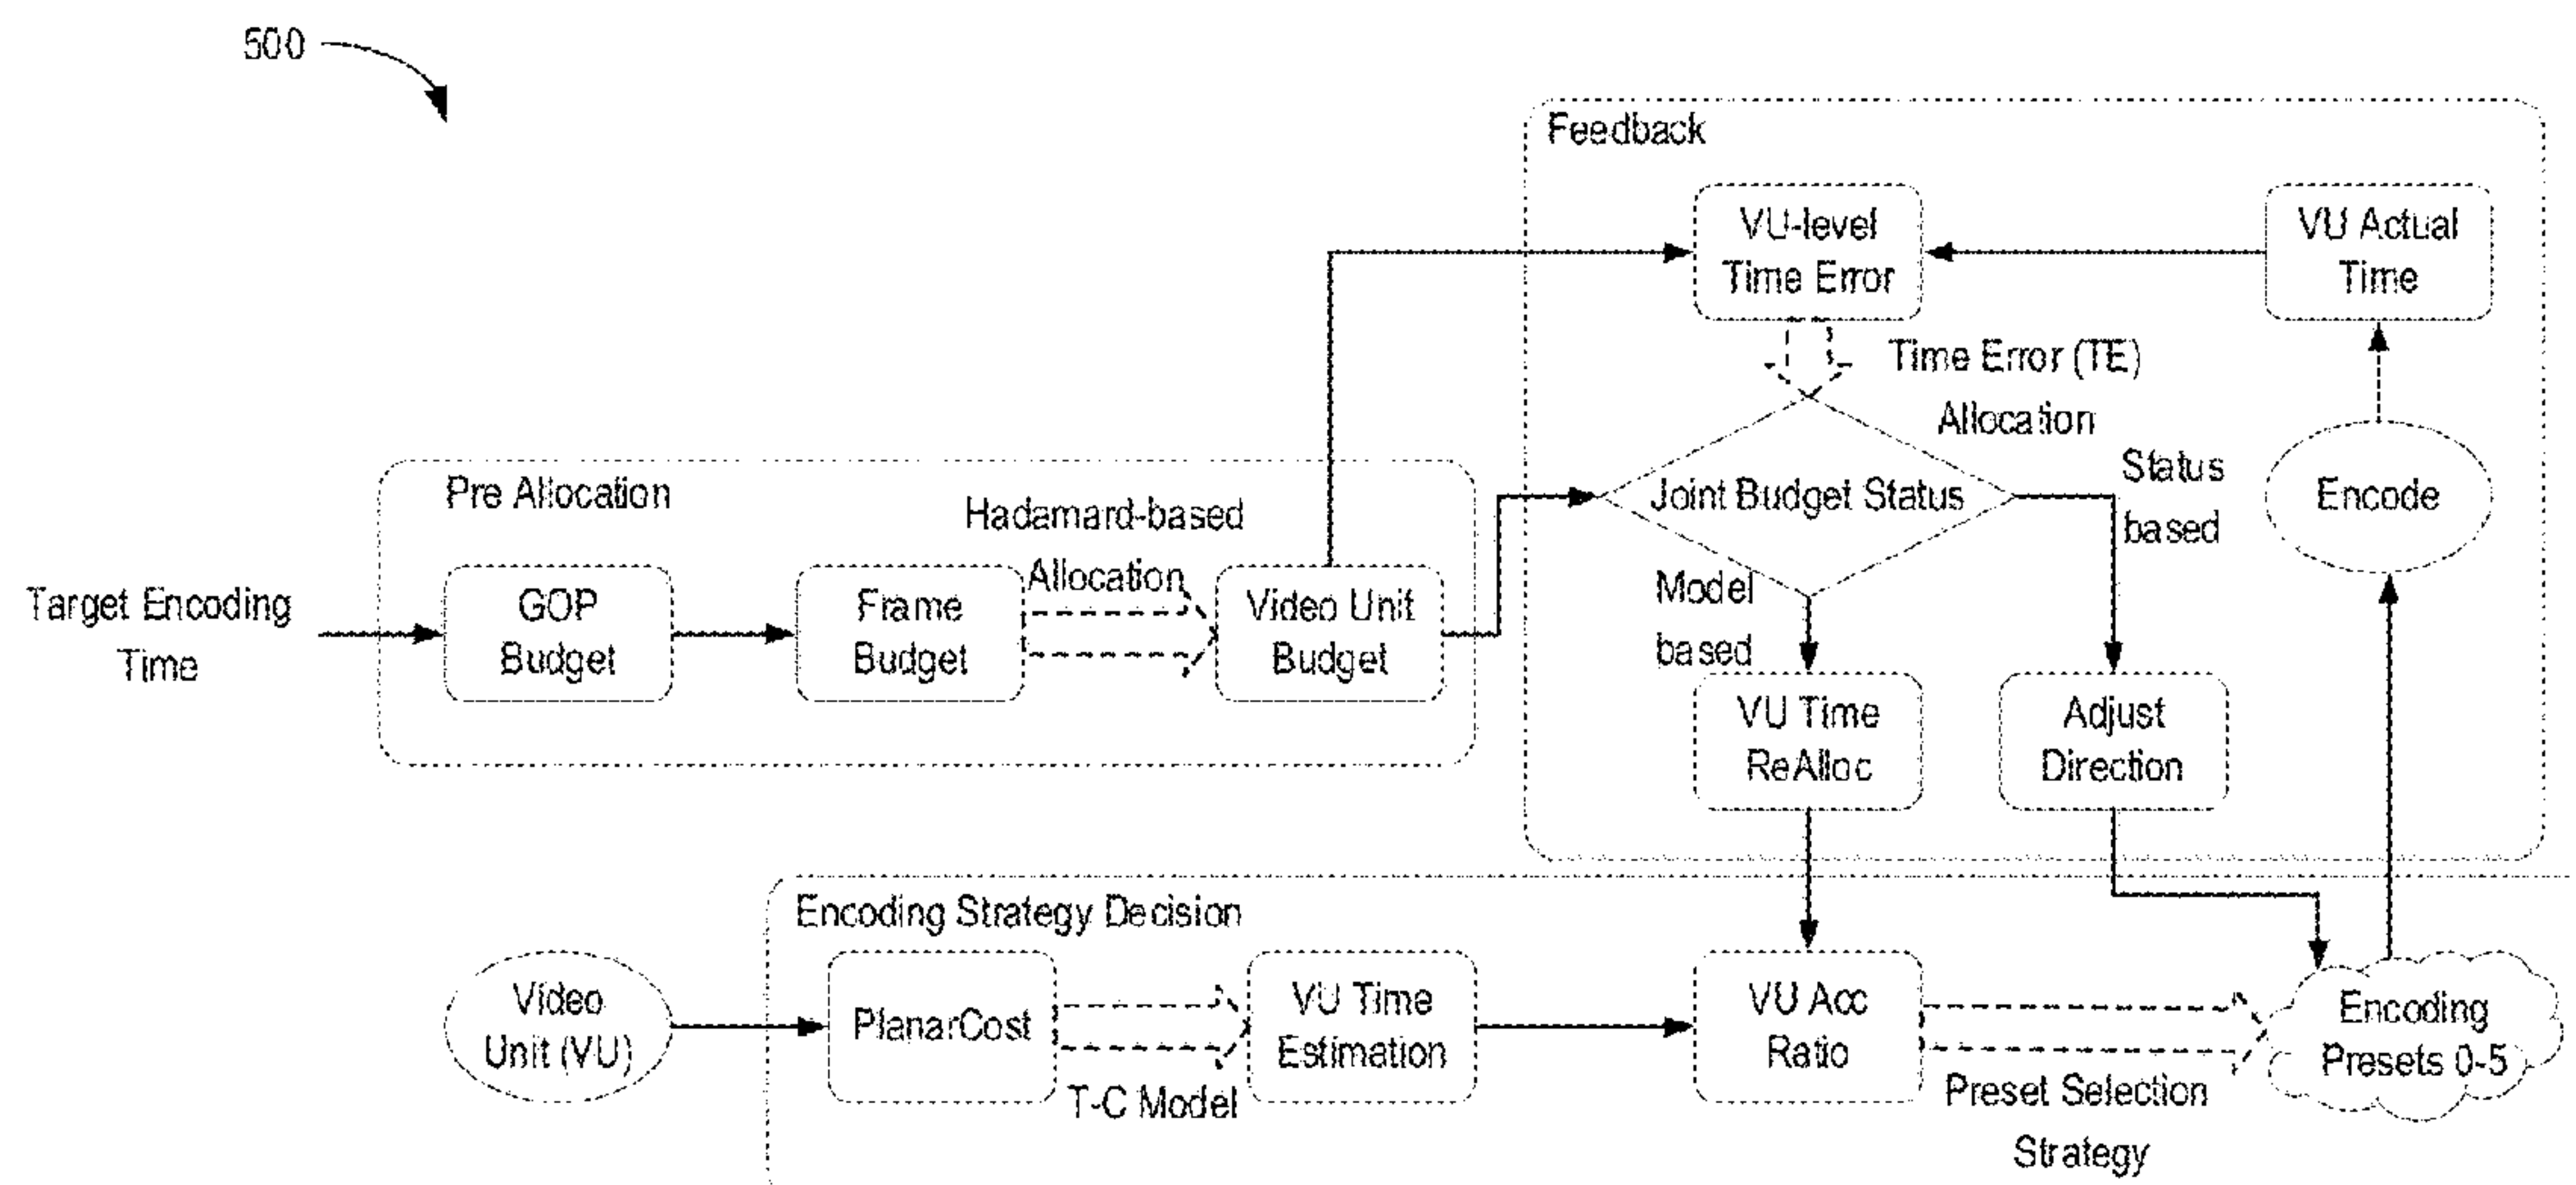 500
Feedback
VU-level
Time Error
VU Actual
Time
Time Error (TE)
Allocation
Pre Allocation
Hadamard-based
Allocation
Joint Budget Status
Status
based
Encode
Target Encoding
Time
GOP
Budget
Frame
Budget
Video Unit
Budget
Model
based
VU Time
ReAlloc
Adjust
Direction
Encoding Strategy Decision
Video
Unit (VU)
PlanarCost
T-C Model
VU Time
Estimation
VU Acc
Ratio
Preset Selection
Strategy
Encoding
Presets 0-5